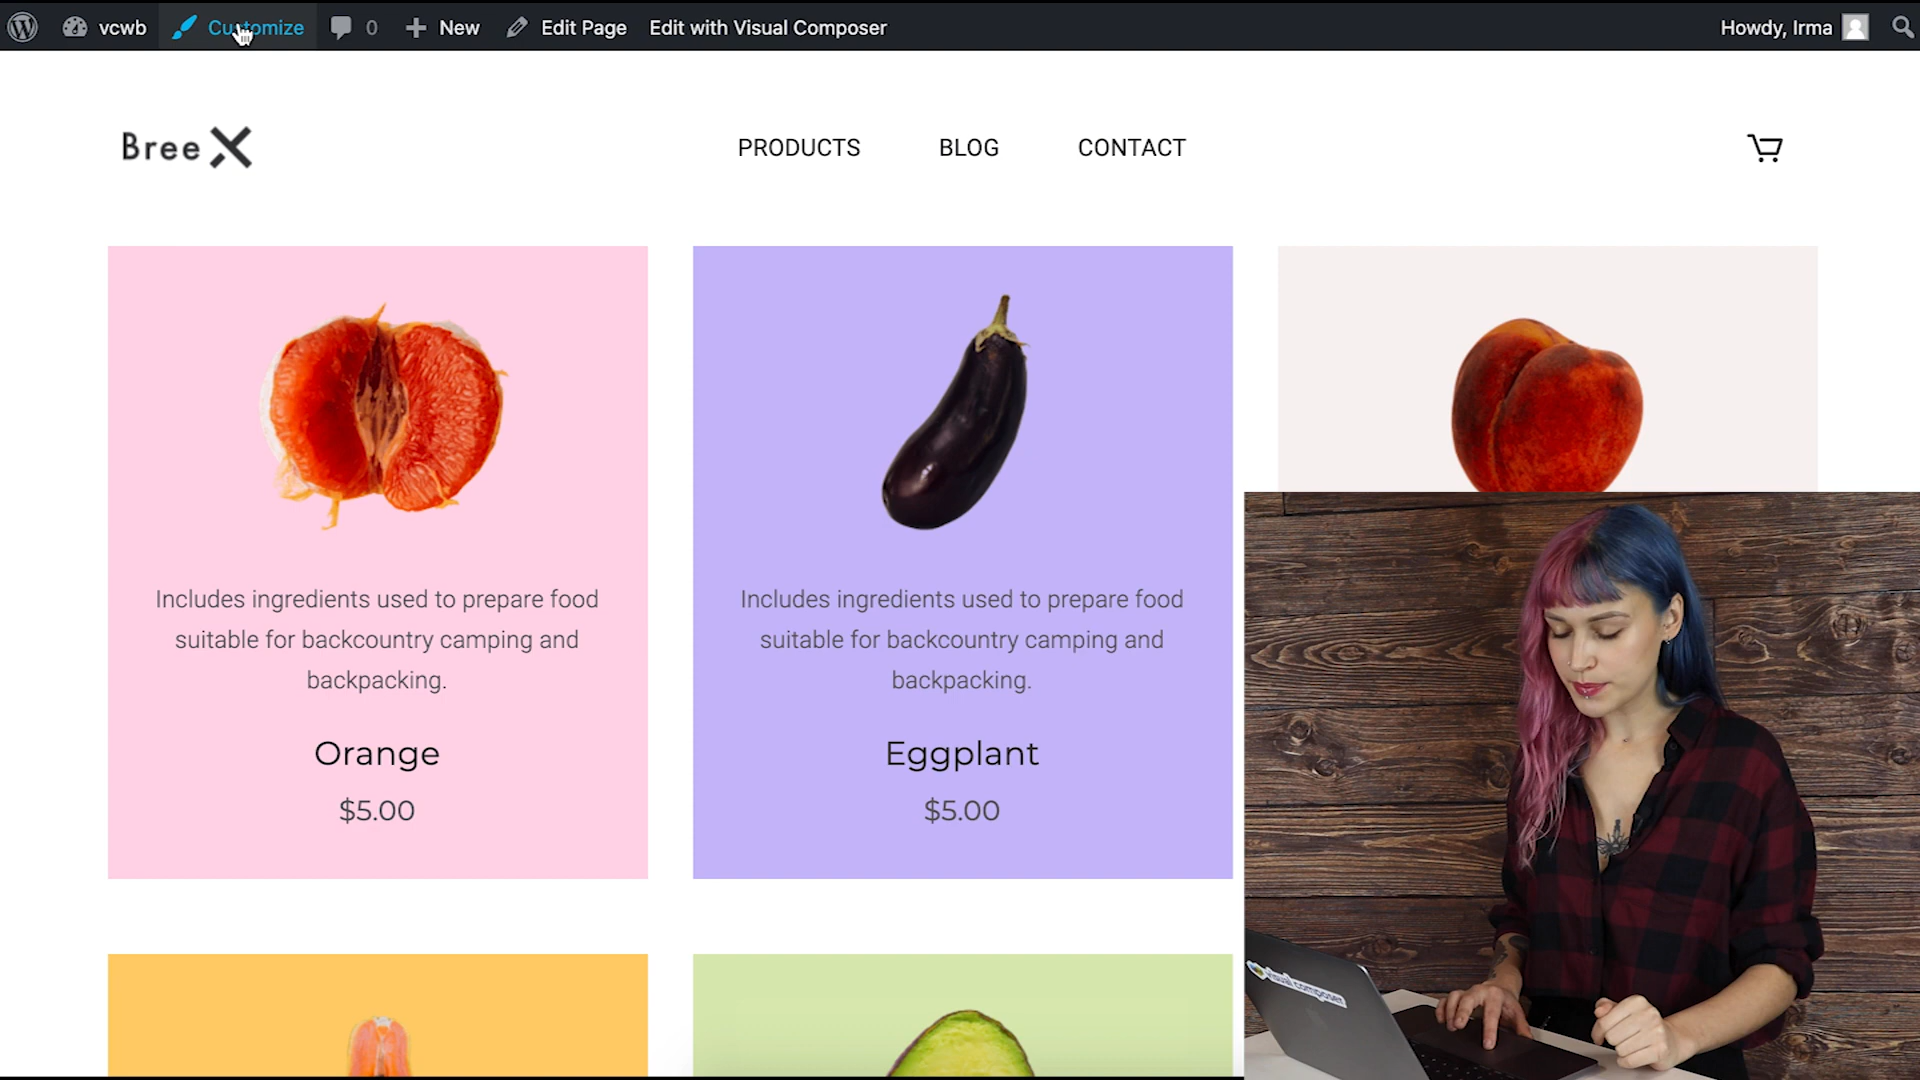 vcwb Customize 0 New Edit Page Edit with Visual Composer Howdy, Irma
Bree X PRODUCTS BLOG CONTACT
Includes ingredients used to prepare food
suitable for backcountry camping and
backpacking.
Orange
$5.00
Includes ingredients used to prepare food
suitable for backcountry camping and
backpacking.
Eggplant
$5.00
visual composer